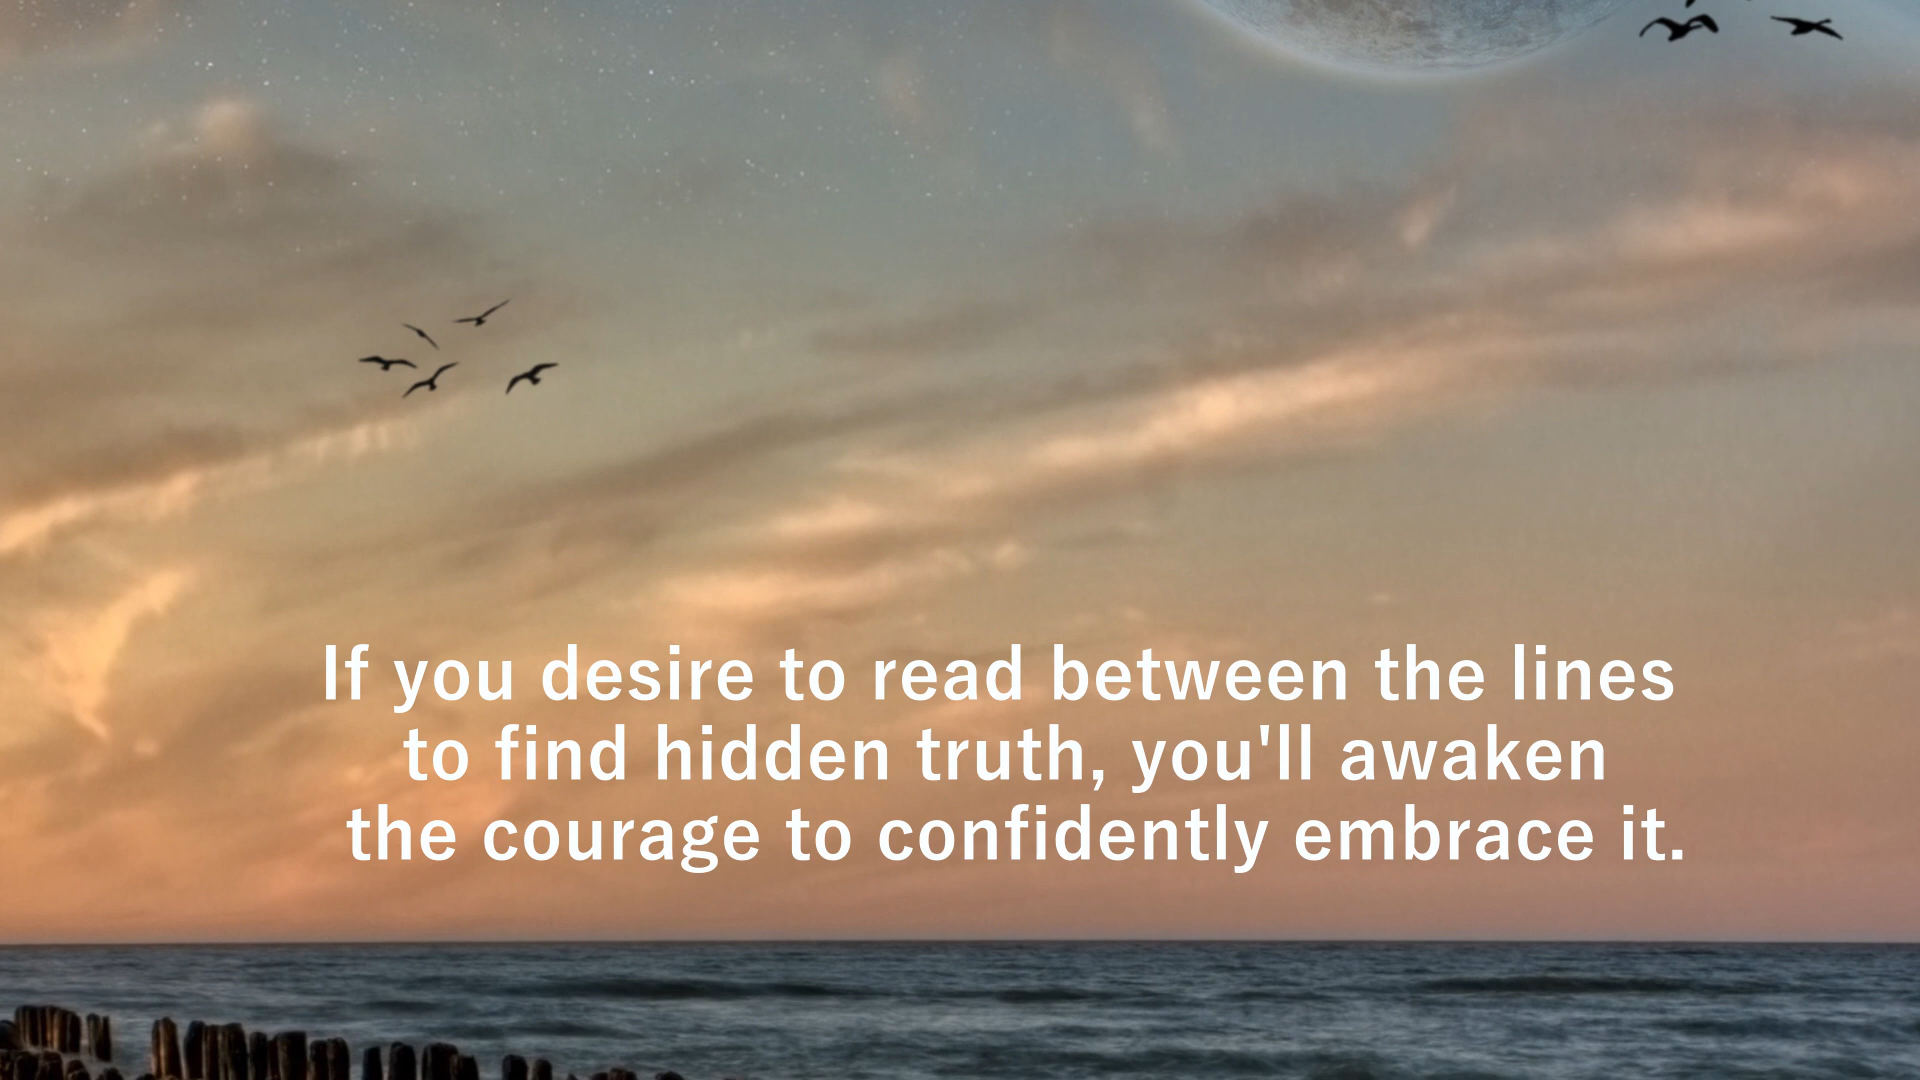 If you desire to read between the lines
to find hidden truth, you'll awaken
the courage to confidently embrace it.